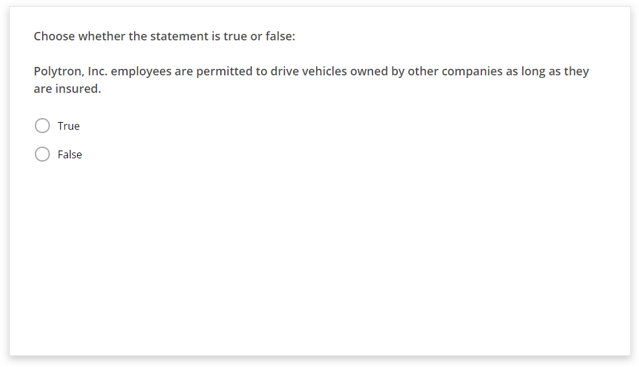 Choose whether the statement is true or false:
Polytron, Inc. employees are permitted to drive vehicles owned by other companies as long as they
are insured.
True
False